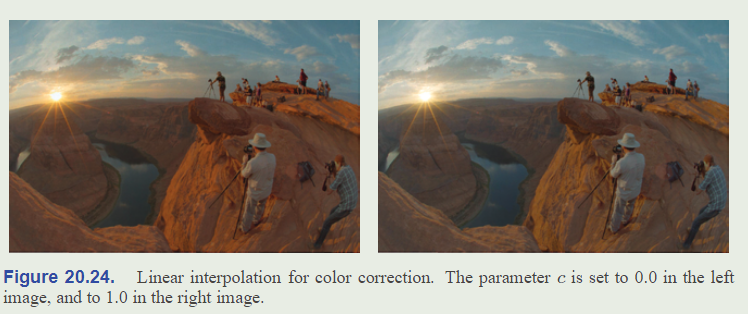 Figure 20.24. Linear interpolation for color correction. The parameter c is set to 0.0 in the left
image, and to 1.0 in the right image.